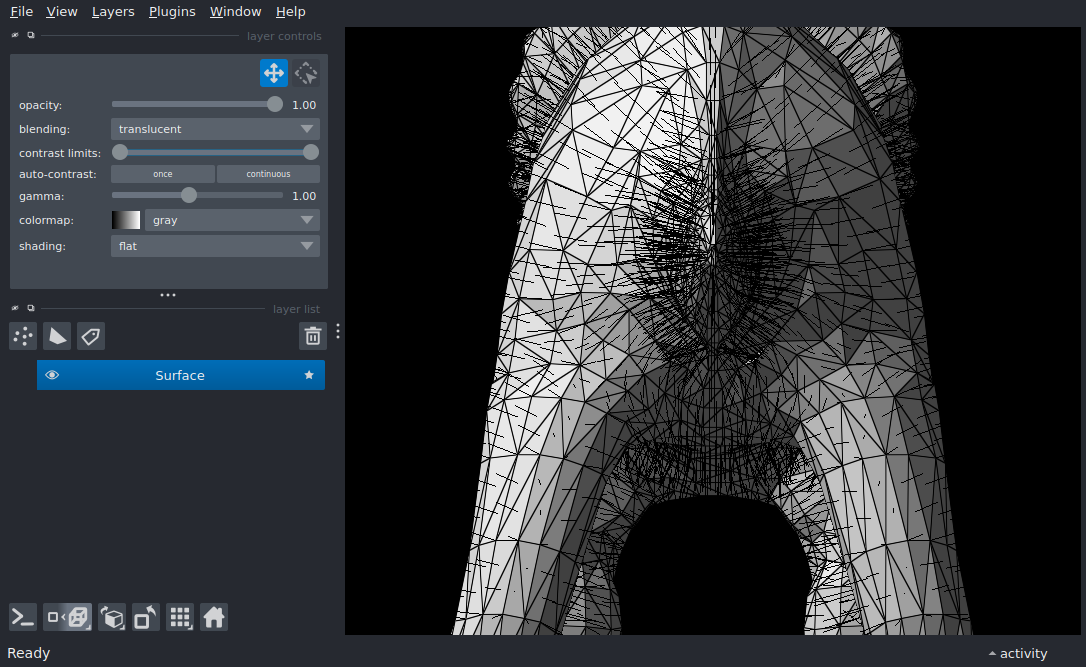 File View Layers Plugins Window Help
layer controls
opacity: 1.00
blending: translucent
contrast limits:
auto-contrast: once continuous
gamma: 1.00
colormap: gray
shading: flat
layer list
Surface
Ready activity